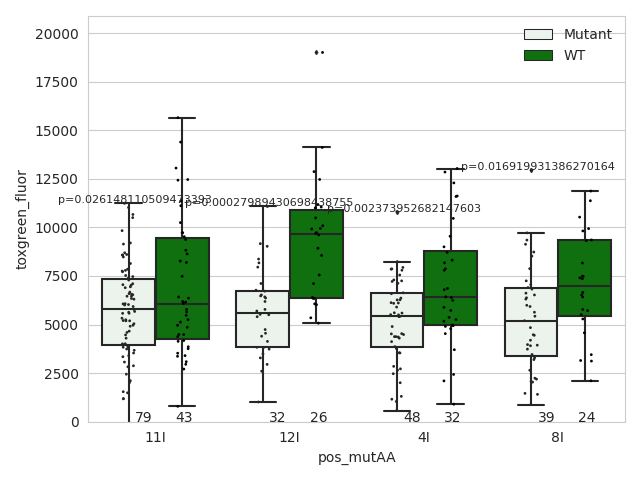 20000
17500
15000
12500
10000
7500
5000
2500
0
toxgreen_fluor
Mutant
WT
p=0.026148110509473393
p=0.0002798943069843875​5
p=0.002373952682147603
p=0.016919931386270164
79 43 32 26 48 32 39 24
11I 12I 4I 8I
pos_mutAA